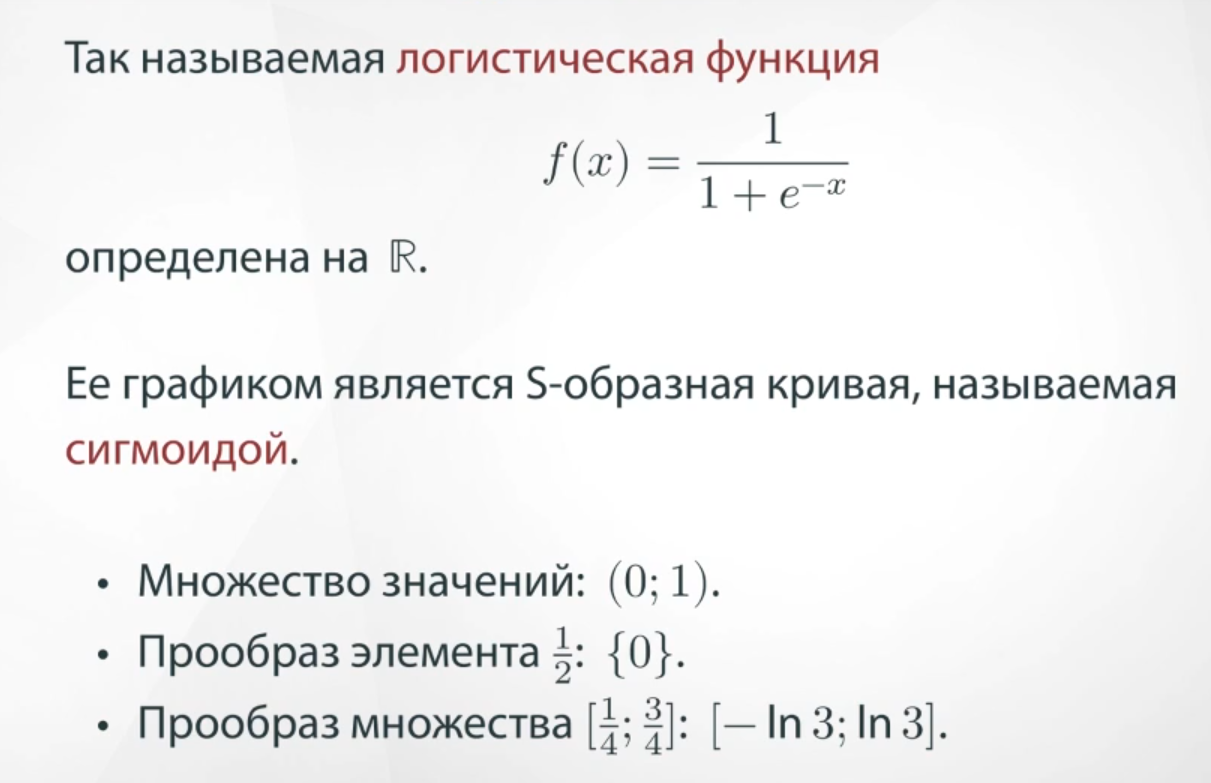 Так называемая логистическая функция
f(x) = \frac{1}{1 + e^{-x}}
определена на ℝ.
Ее графиком является S-образная кривая, называемая
сигмоидой.
• Множество значений: (0; 1).
• Прообраз элемента \frac{1}{2}: {0}.
• Прообраз множества [\frac{1}{4}; \frac{3}{4}]: [− ln 3; ln 3].